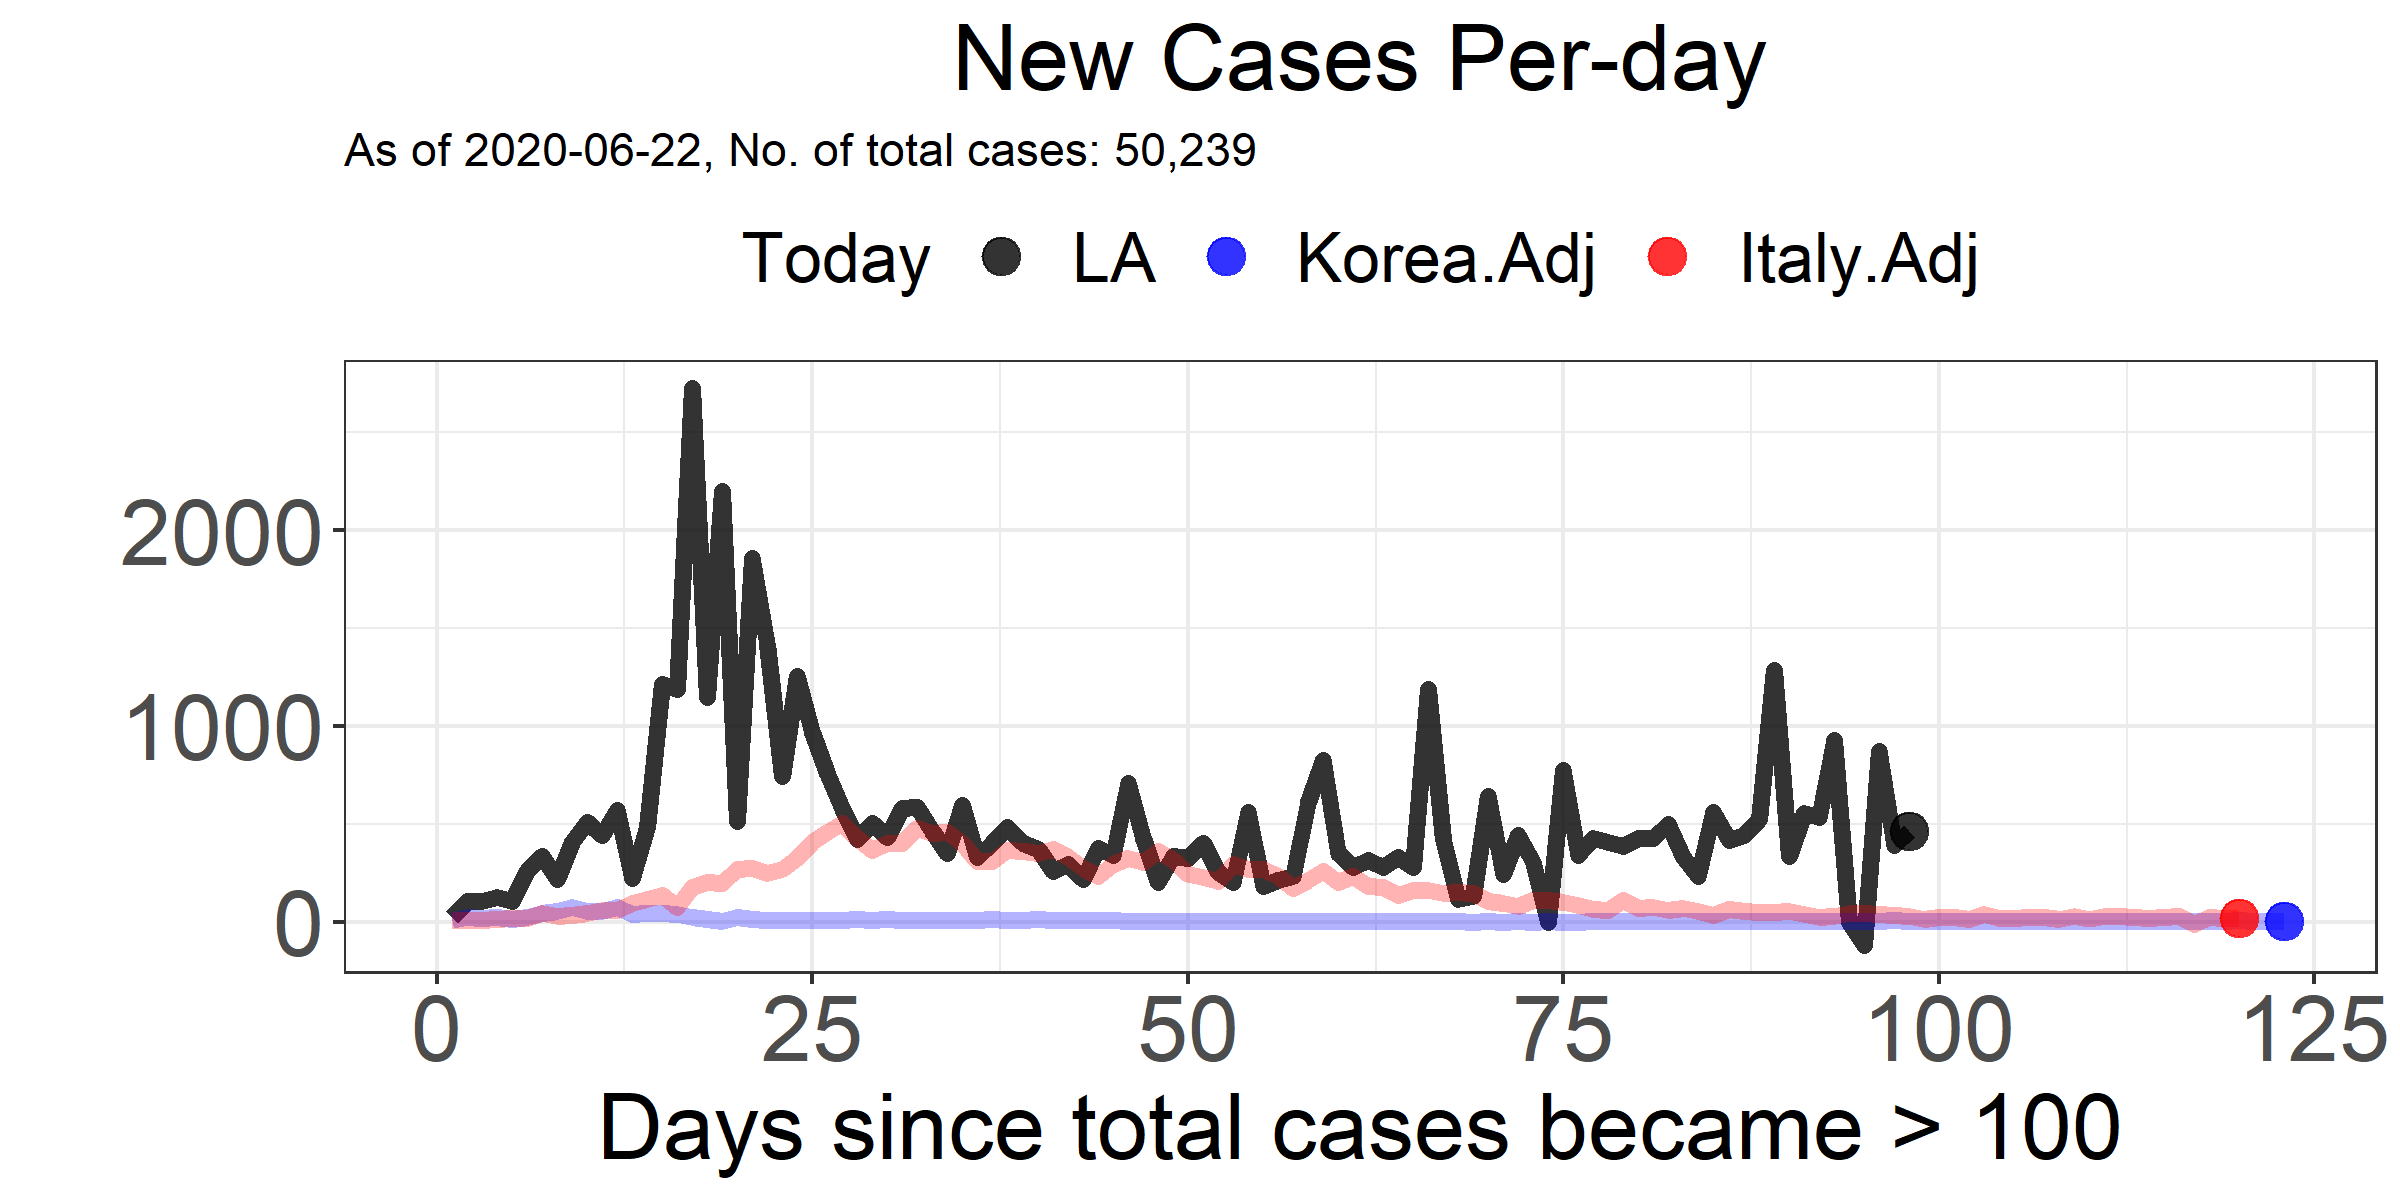 New Cases Per-day
As of 2020-06-22, No. of total cases: 50,239
Today LA Korea.Adj Italy.Adj
2000
1000
0
0 25 50 75 100 125
Days since total cases became > 100